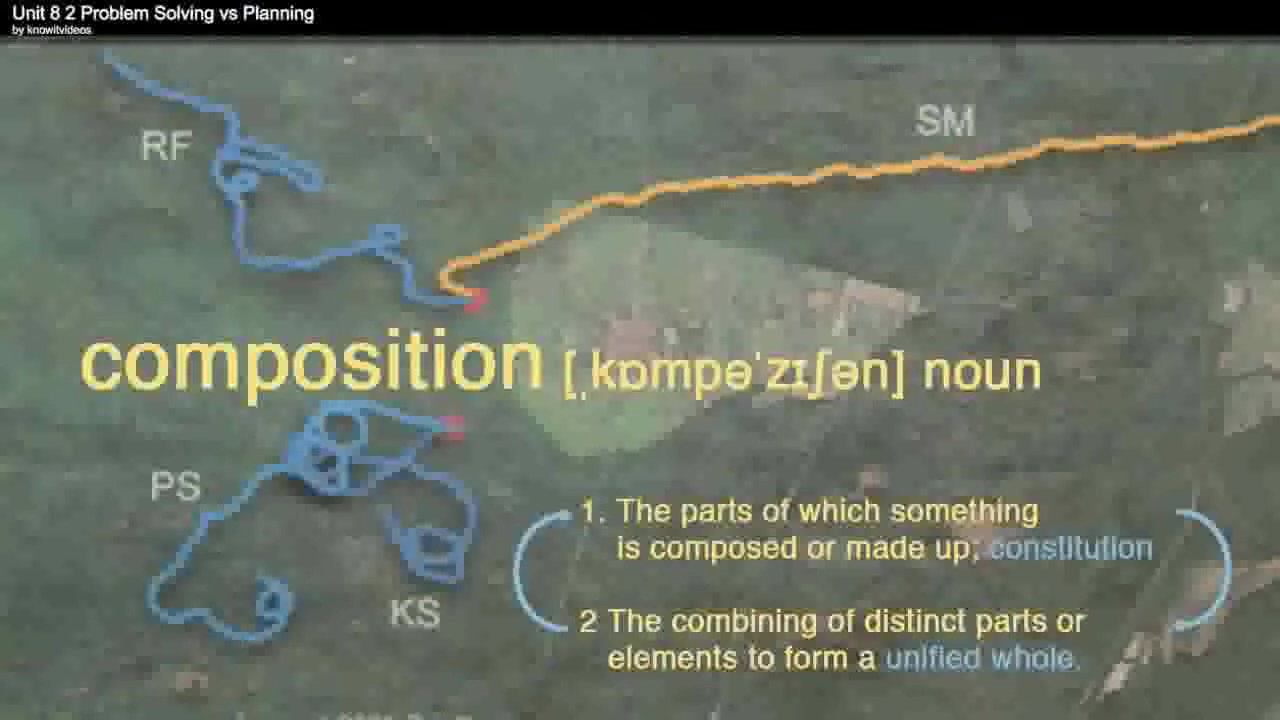 Unit 8 2 Problem Solving vs Planning
by knowitvideos
SM
RF
composition [ˌkɒmpəˈzɪʃən] noun
PS
1. The parts of which something
is composed or made up; constitution
KS
2 The combining of distinct parts or
elements to form a unified whole.